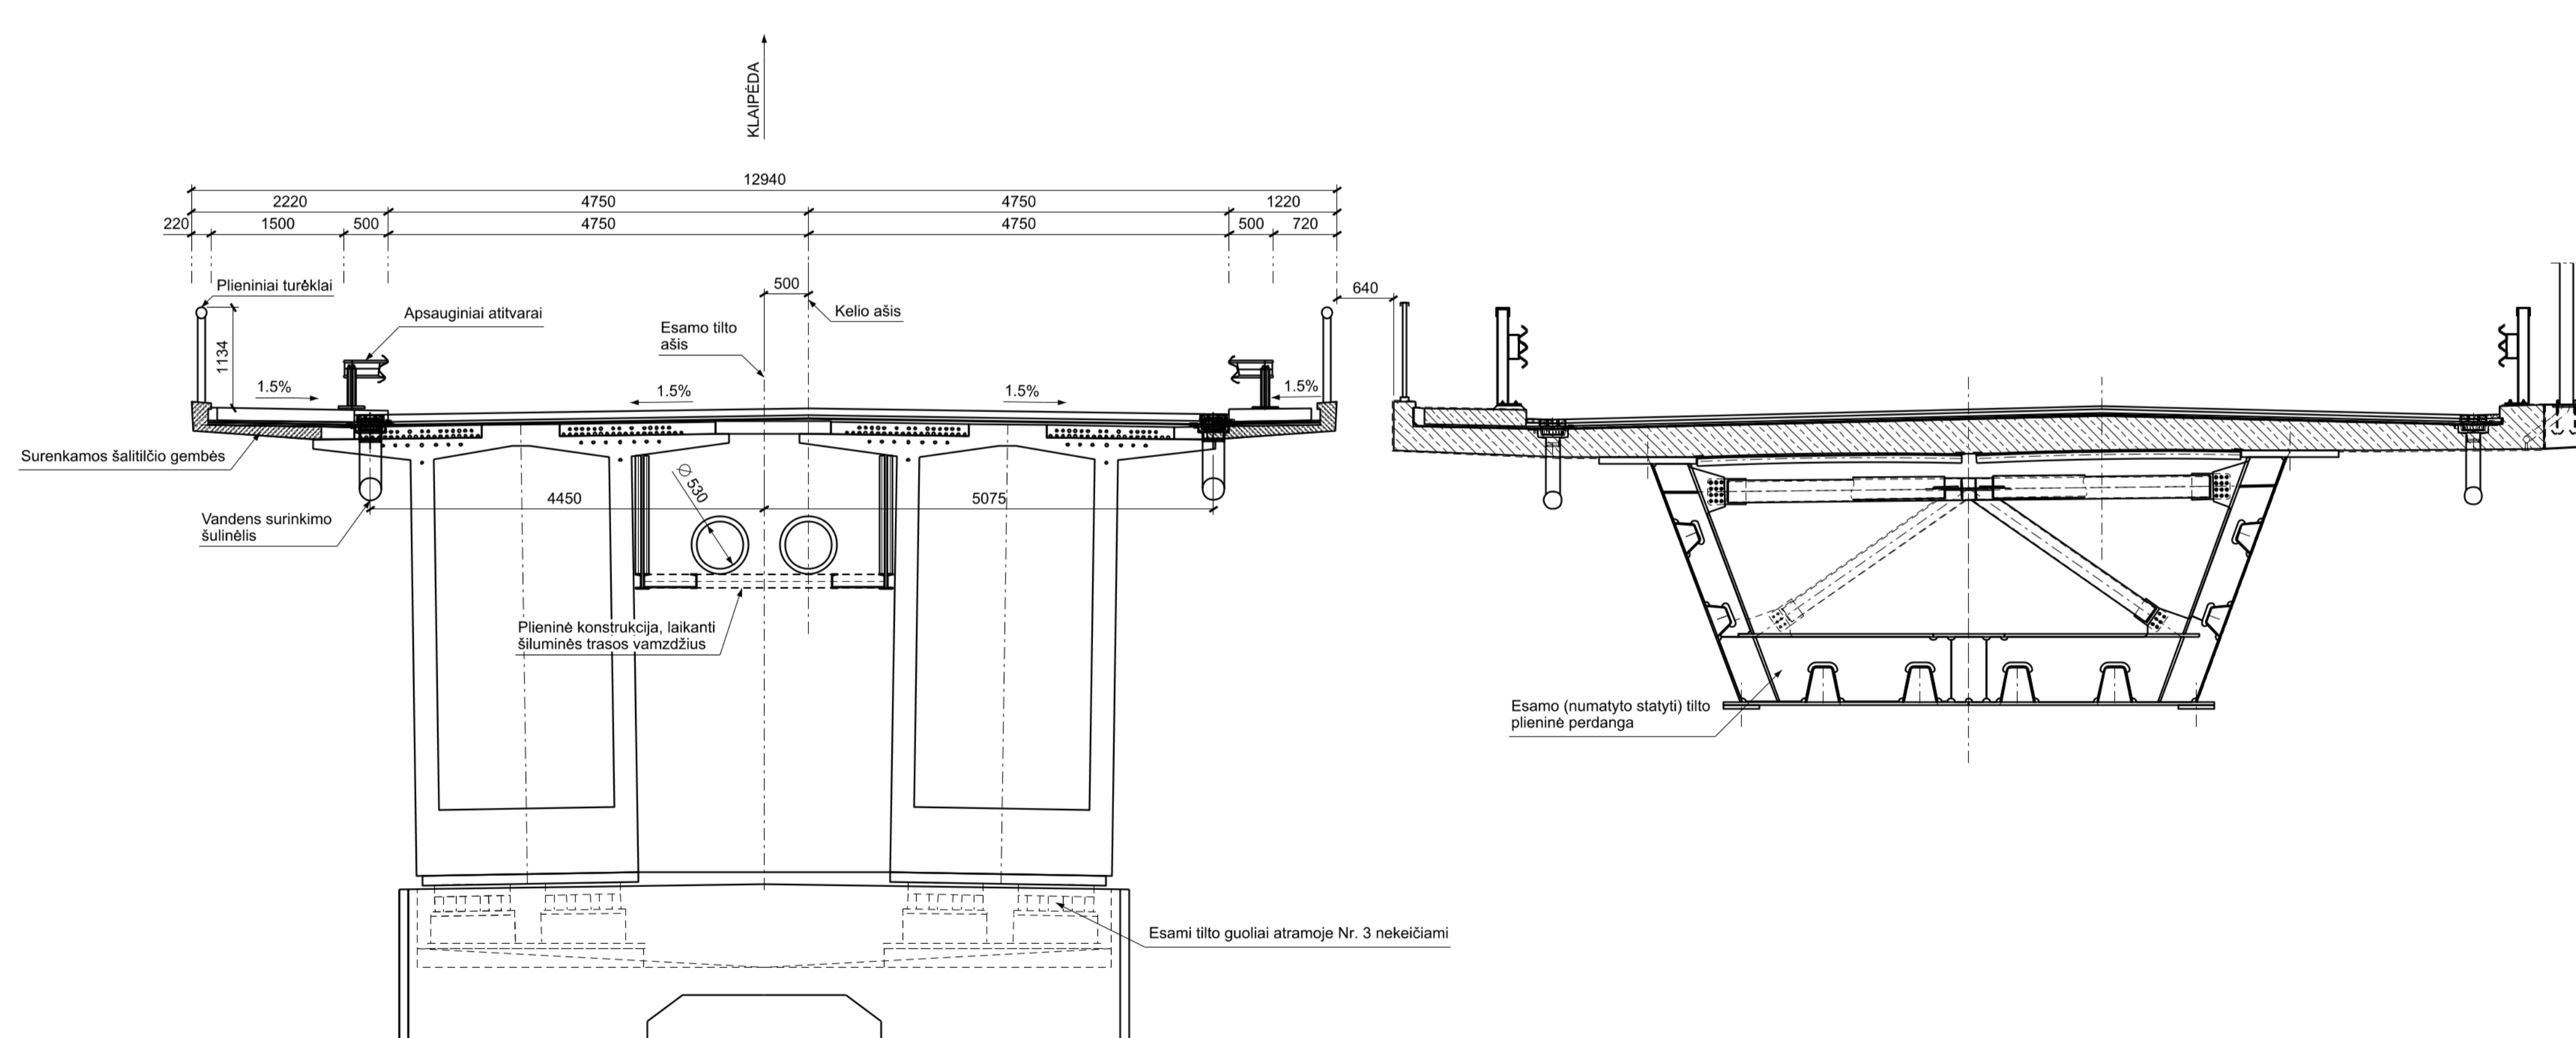 KLAIPĖDA
12940
2220
4750
4750
1220
220
1500
500
4750
4750
500
720
Plieniniai turėklai
500
640
Apsauginiai atitvarai
Kelio ašis
Esamo tilto
ašis
1134
1.5%
1.5%
1.5%
1.5%
Surenkamos šalitilčio gembės
∅ 530
4450
5075
Vandens surinkimo
šulinėlis
Plieninė konstrukcija, laikanti
šiluminės trasos vamzdžius
Esamo (numatyto statyti) tilto
plieninė perdanga
Esami tilto guoliai atramoje Nr. 3 nekeičiami